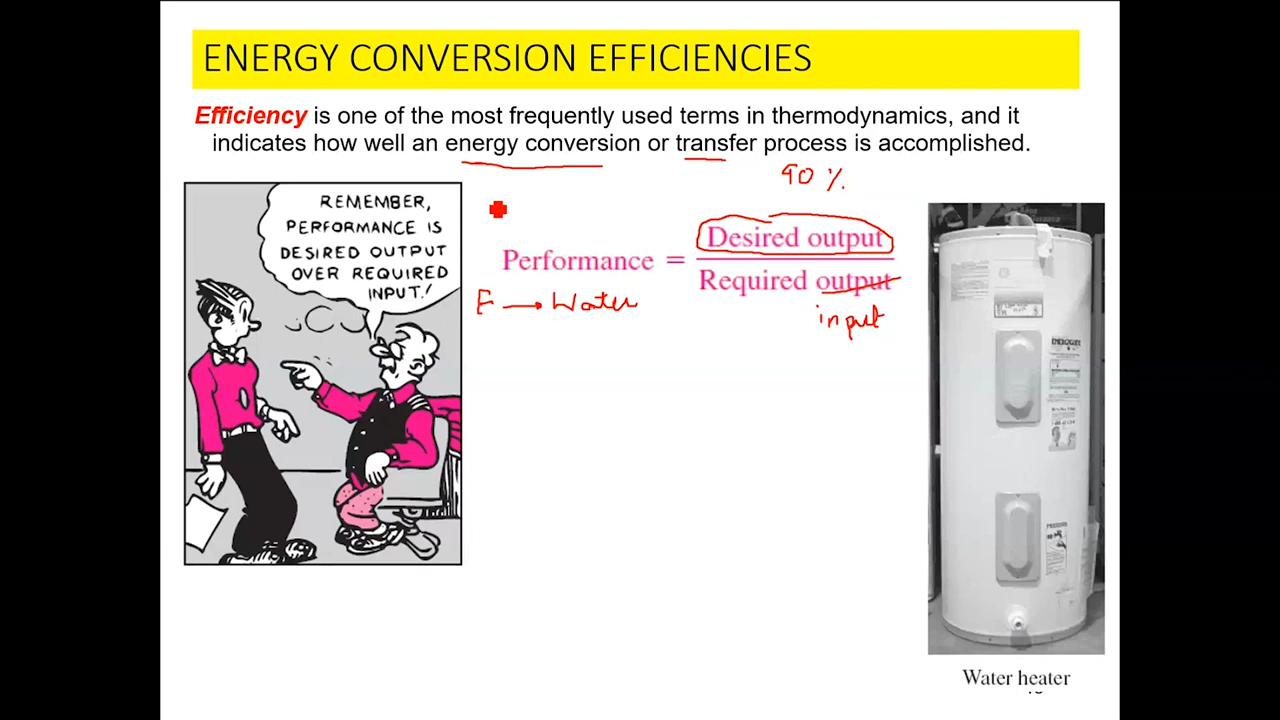 ENERGY CONVERSION EFFICIENCIES
Efficiency is one of the most frequently used terms in thermodynamics, and it
indicates how well an energy conversion or transfer process is accomplished.
90 %
REMEMBER,
PERFORMANCE IS
DESIRED OUTPUT
OVER REQUIRED
INPUT!
Performance = Desired output
Required output
input
E → Water
Water heater